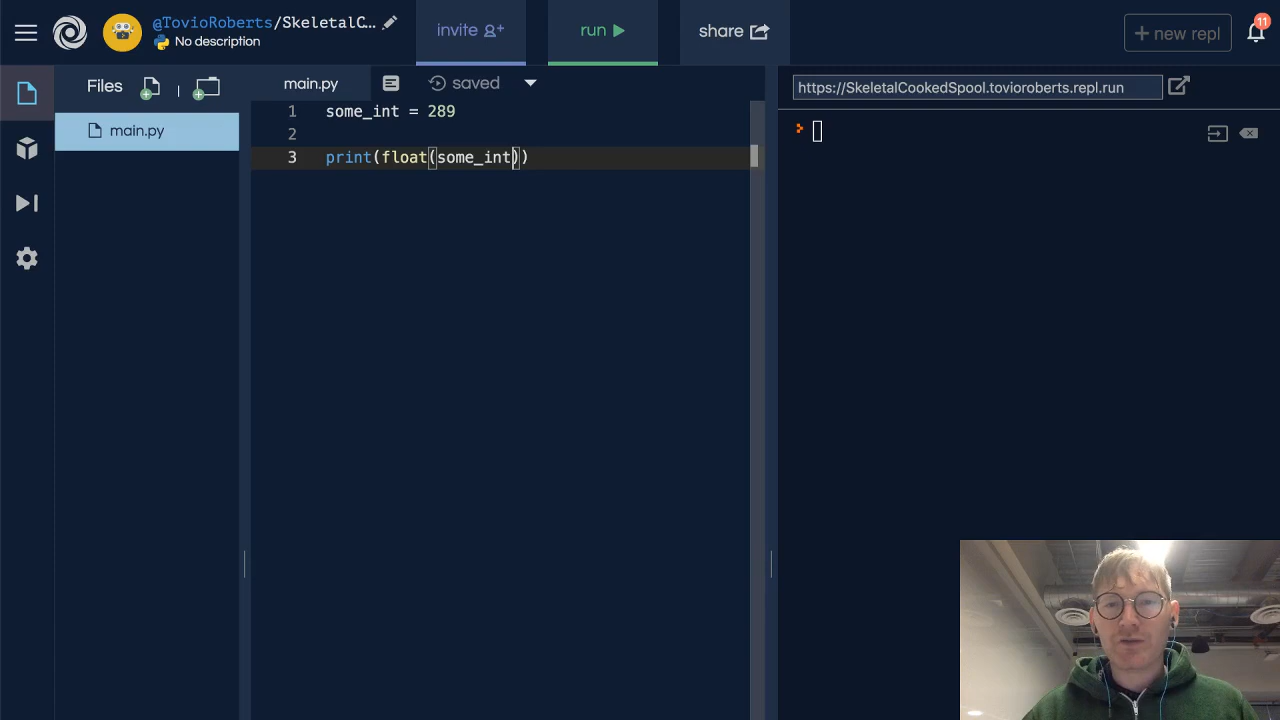 @TovioRoberts/SkeletalC...
No description
invite
run
share
+ new repl
11
Files
main.py
saved
https://SkeletalCookedSpool.tovioroberts.repl.run
main.py
1 some_int = 289
2
3 print(float(some_int))